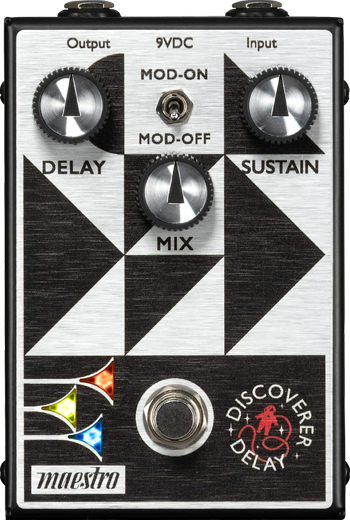 Output 9VDC Input
MOD-ON
MOD-OFF
DELAY SUSTAIN
MIX
DISCOVERER
DELAY
maestro